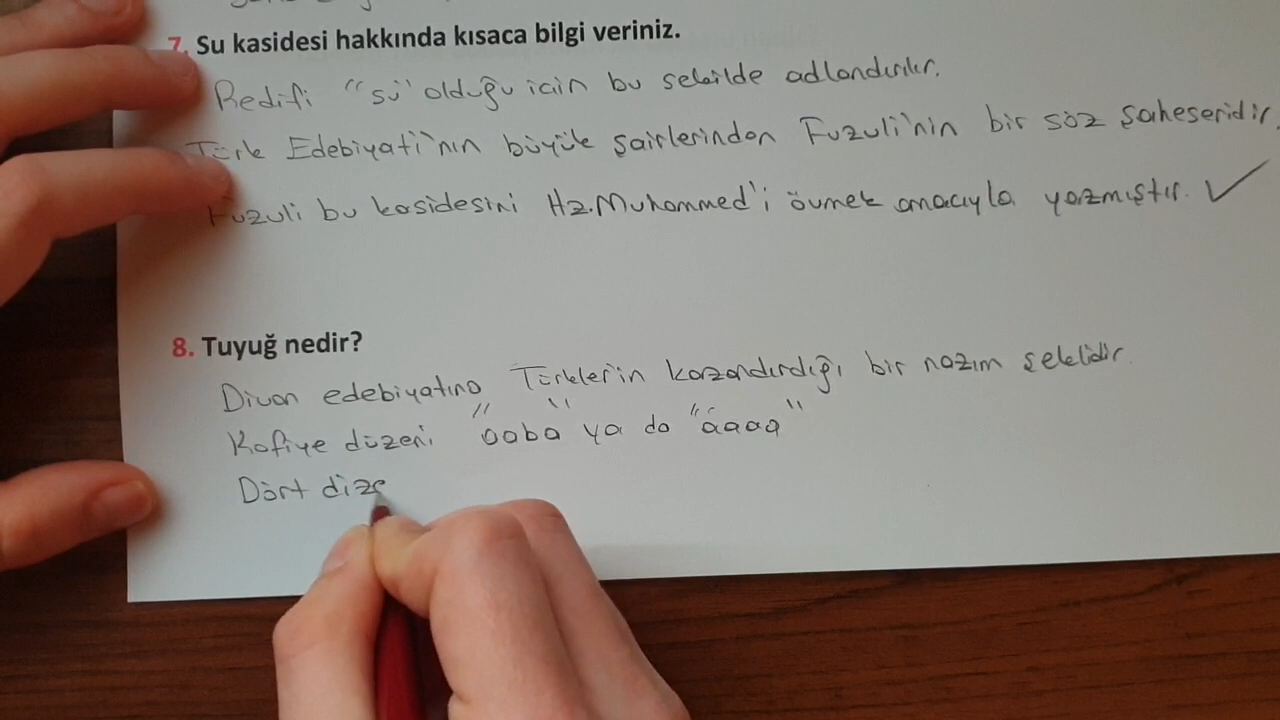 7. Su kasidesi hakkında kısaca bilgi veriniz.
Redifi "su" olduğu için bu şekilde adlandırılır.
Türk Edebiyatı'nın büyük şairlerinden Fuzuli'nin bir söz şaheseridir.
Fuzuli bu kasidesini Hz.Muhammed'i övmek amacıyla yazmıştır. ✓
8. Tuyuğ nedir?
Divan edebiyatına Türkler'in kazandırdığı bir nazım şeklidir.
Kafiye düzeni "aaba" ya da "aaaa"
Dört dize